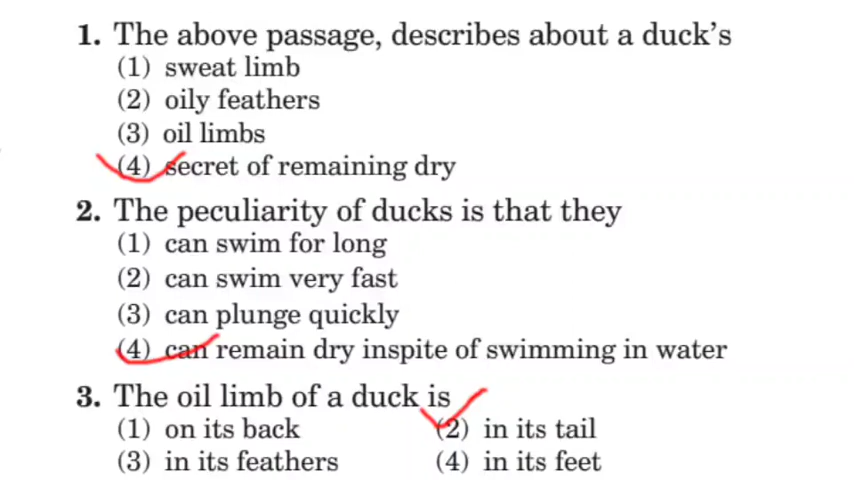 1. The above passage, describes about a duck's
(1) sweat limb
(2) oily feathers
(3) oil limbs
(4) secret of remaining dry
2. The peculiarity of ducks is that they
(1) can swim for long
(2) can swim very fast
(3) can plunge quickly
(4) can remain dry inspite of swimming in water
3. The oil limb of a duck is
(1) on its back (2) in its tail
(3) in its feathers (4) in its feet